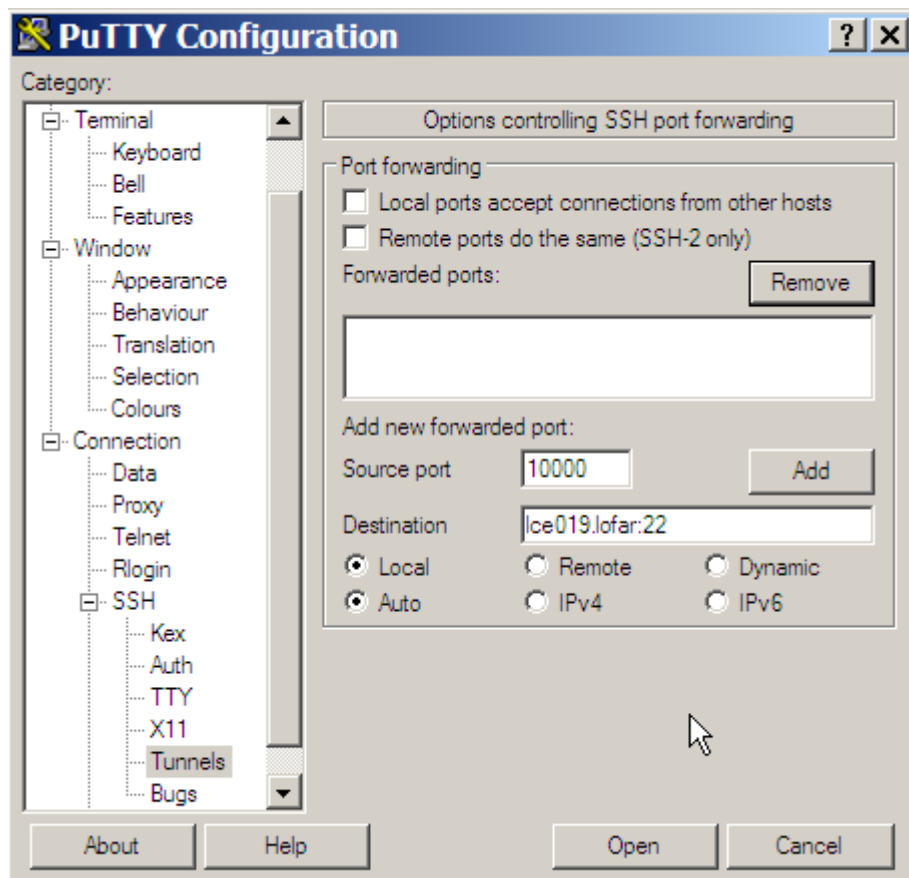 PuTTY Configuration
Category:
Terminal
Keyboard
Bell
Features
Window
Appearance
Behaviour
Translation
Selection
Colours
Connection
Data
Proxy
Telnet
Rlogin
SSH
Kex
Auth
TTY
X11
Tunnels
Bugs
Options controlling SSH port forwarding
Port forwarding
Local ports accept connections from other hosts
Remote ports do the same (SSH-2 only)
Forwarded ports:
Remove
Add new forwarded port:
Source port 10000 Add
Destination lce019.lofar:22
Local Remote Dynamic
Auto IPv4 IPv6
About Help Open Cancel